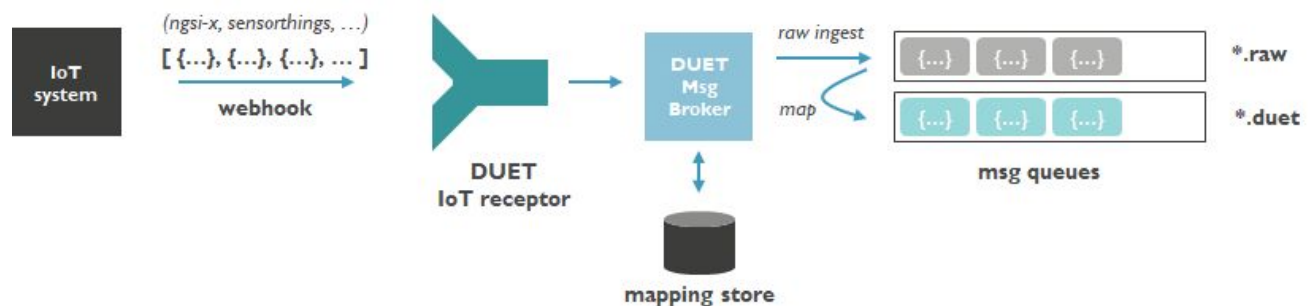 IoT
system
(ngsi-x, sensorthings, ...)
[ {...}, {...}, {...}, ... ]
webhook
DUET
IoT receptor
DUET
Msg
Broker
mapping store
raw ingest
map
{...} {...} {...}
*.raw
{...} {...} {...}
*.duet
msg queues